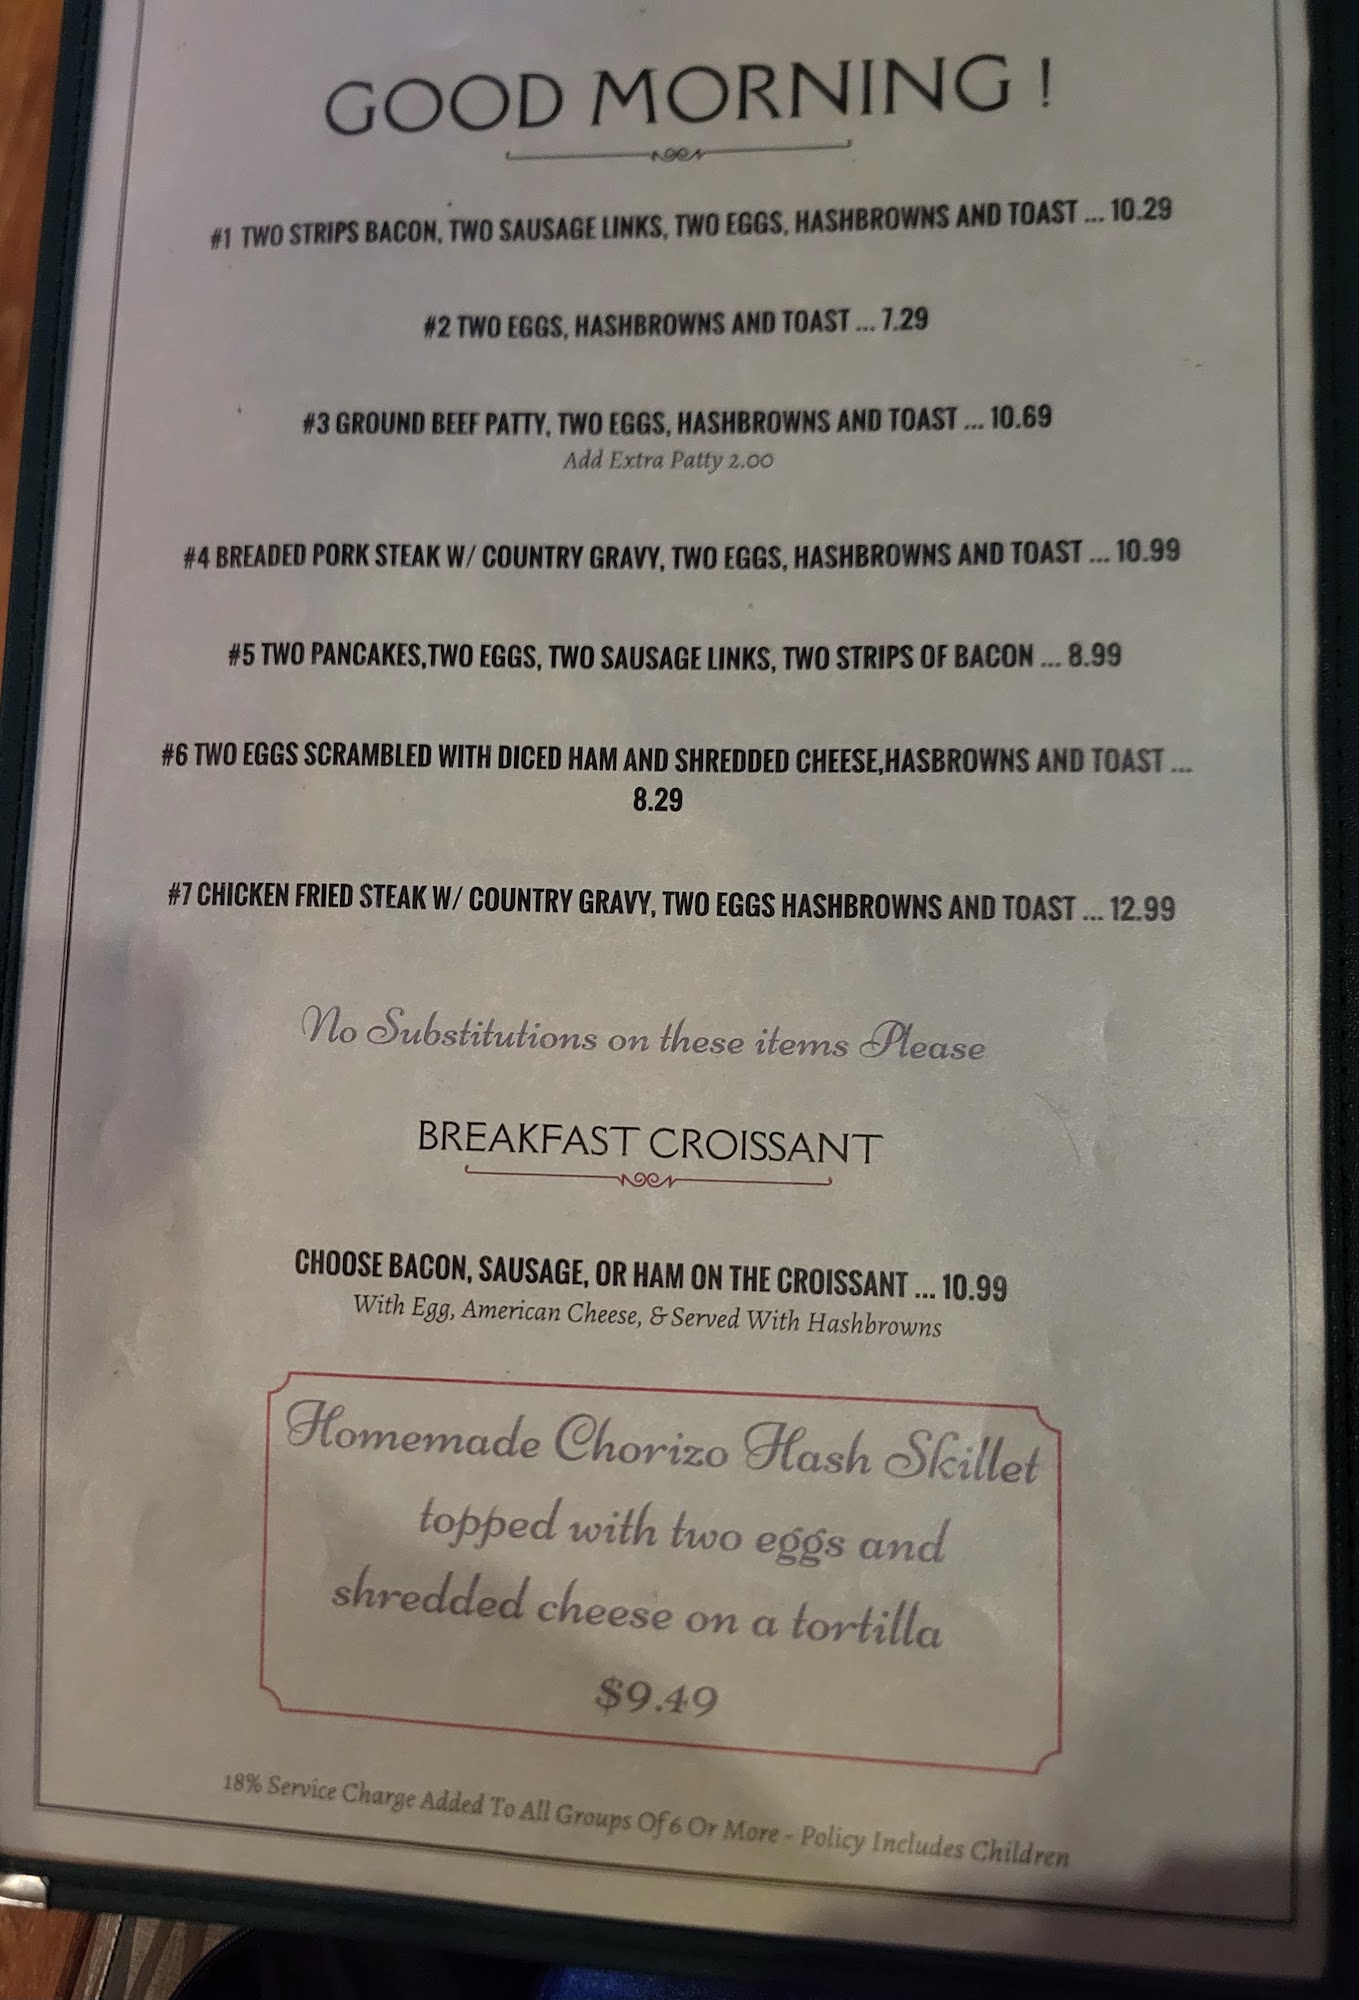 GOOD MORNING !
#1 TWO STRIPS BACON, TWO SAUSAGE LINKS, TWO EGGS, HASHBROWNS AND TOAST ... 10.29
#2 TWO EGGS, HASHBROWNS AND TOAST ... 7.29
#3 GROUND BEEF PATTY, TWO EGGS, HASHBROWNS AND TOAST ... 10.69
Add Extra Patty 2.00
#4 BREADED PORK STEAK W/ COUNTRY GRAVY, TWO EGGS, HASHBROWNS AND TOAST ... 10.99
#5 TWO PANCAKES,TWO EGGS, TWO SAUSAGE LINKS, TWO STRIPS OF BACON ... 8.99
#6 TWO EGGS SCRAMBLED WITH DICED HAM AND SHREDDED CHEESE,HASBROWNS AND TOAST ...
8.29
#7 CHICKEN FRIED STEAK W/ COUNTRY GRAVY, TWO EGGS HASHBROWNS AND TOAST ... 12.99
No Substitutions on these items Please
BREAKFAST CROISSANT
CHOOSE BACON, SAUSAGE, OR HAM ON THE CROISSANT ... 10.99
With Egg, American Cheese, & Served With Hashbrowns
Homemade Chorizo Hash Skillet
topped with two eggs and
shredded cheese on a tortilla
$9.49
18% Service Charge Added To All Groups Of 6 Or More - Policy Includes Children